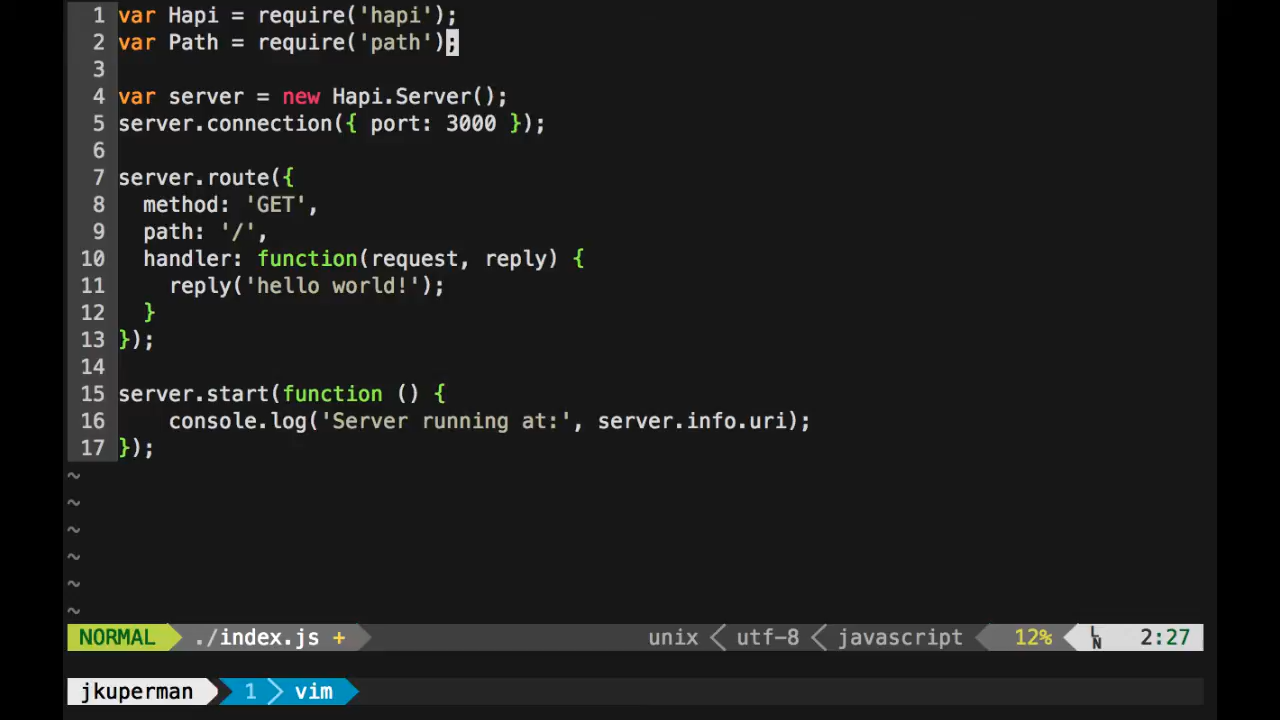 1 var Hapi = require('hapi');
2 var Path = require('path');
3
4 var server = new Hapi.Server();
5 server.connection({ port: 3000 });
6
7 server.route({
8   method: 'GET',
9   path: '/',
10   handler: function(request, reply) {
11     reply('hello world!');
12   }
13 });
14
15 server.start(function () {
16     console.log('Server running at:', server.info.uri);
17 });
~
~
~
~
~
~
NORMAL ./index.js + unix utf-8 javascript 12% LN 2:27
jkuperman 1 vim